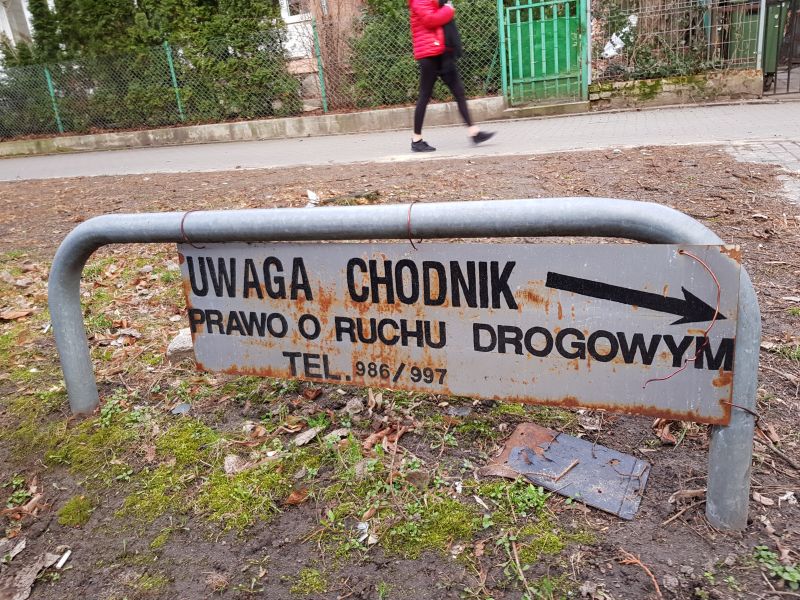 UWAGA CHODNIK
PRAWO O RUCHU DROGOWYM
TEL. 986/997